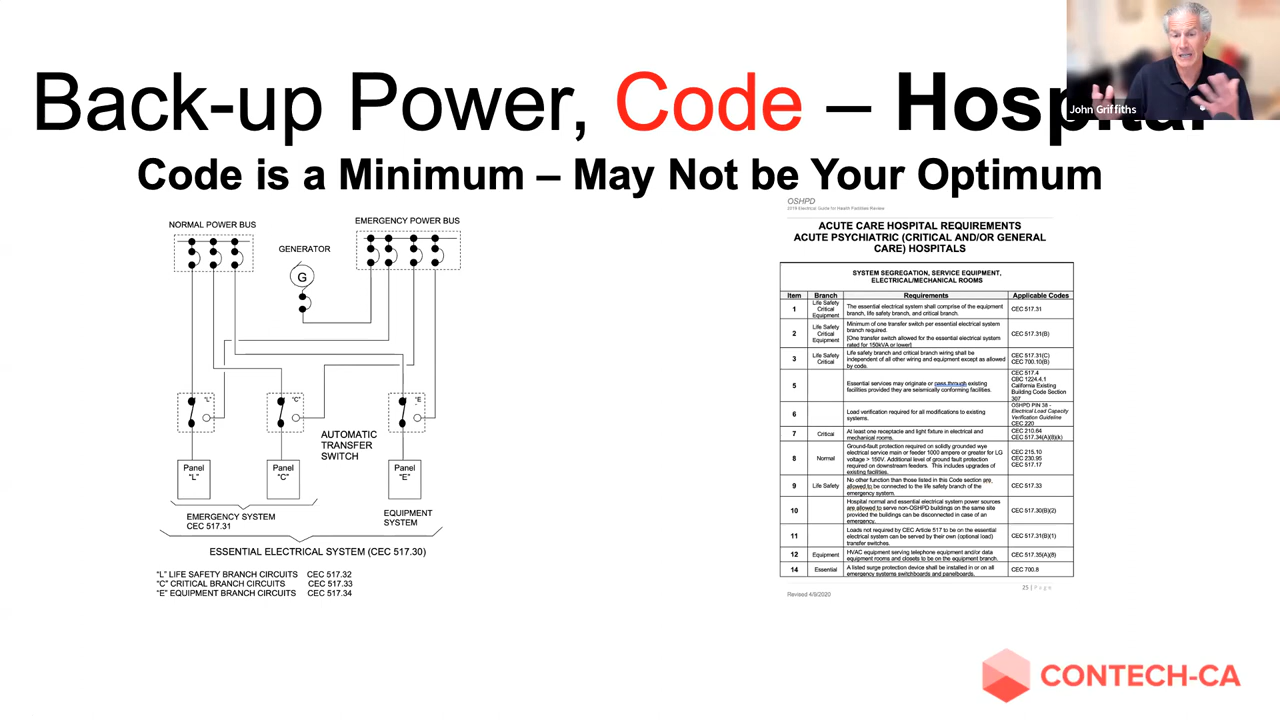 Back-up Power, Code – Hospital
John Griffiths
Code is a Minimum – May Not be Your Optimum
NORMAL POWER BUS
EMERGENCY POWER BUS
GENERATOR
G
"L"
"C"
"E
AUTOMATIC
TRANSFER
SWITCH
Panel
"L"
Panel
"C"
Panel
"E"
EMERGENCY SYSTEM
CEC 517.31
EQUIPMENT
SYSTEM
ESSENTIAL ELECTRICAL SYSTEM (CEC 517.30)
"L" LIFE SAFETY BRANCH CIRCUITS CEC 517.32
"C" CRITICAL BRANCH CIRCUITS CEC 517.33
"E" EQUIPMENT BRANCH CIRCUITS CEC 517.34
OSHPD
2019 Electrical Guide for Health Facilities Review
ACUTE CARE HOSPITAL REQUIREMENTS
ACUTE PSYCHIATRIC (CRITICAL AND/OR GENERAL
CARE) HOSPITALS
SYSTEM SEGREGATION, SERVICE EQUIPMENT,
ELECTRICAL/MECHANICAL ROOMS
Item Branch Requirements Applicable Codes
1
Life Safety
Critical
Equipment
The essential electrical system shall comprise of the equipment
branch, life safety branch, and critical branch.
CEC 517.31
2
Life Safety
Critical
Equipment
Minimum of one transfer switch per essential electrical system
branch required.
[One transfer switch allowed for the essential electrical system
rated for 150kVA or lower]
CEC 517.31(B)
3
Life Safety
Critical
Life safety branch and critical branch wiring shall be
independent of all other wiring and equipment except as allowed
by code.
CEC 517.31(C)
CEC 700.10(B)
5
Essential services may originate or pass through existing
facilities provided they are seismically conforming facilities.
CEC 517.4
CBC 1224.4.1
California Existing
Building Code Section
307
6
Load verification required for all modifications to existing
systems.
OSHPD PIN 38 -
Electrical Load Capacity
Verification Guideline
CEC 220
7
Critical
At least one receptacle and light fixture in electrical and
mechanical rooms.
CEC 210.64
CEC 517.34(A)(8)(k)
8
Normal
Ground-fault protection required on solidly grounded wye
electrical service main or feeder 1000 ampere or greater for LG
voltage > 150V. Additional level of ground fault protection
required on downstream feeders. This includes upgrades of
existing facilities.
CEC 215.10
CEC 230.95
CEC 517.17
9
Life Safety
No other function than those listed in this Code section are
allowed to be connected to the life safety branch of the
emergency system.
CEC 517.33
10
Hospital normal and essential electrical system power sources
are allowed to serve non-OSHPD buildings on the same site
provided the buildings can be disconnected in case of an
emergency.
CEC 517.30(B)(2)
11
Loads not required by CEC Article 517 to be on the essential
electrical system can be served by their own (optional load)
transfer switches.
CEC 517.31(B)(1)
12
Equipment
HVAC equipment serving telephone equipment and/or data
equipment rooms and closets to be on the equipment branch.
CEC 517.35(A)(8)
14
Essential
A listed surge protection device shall be installed in or on all
emergency systems switchboards and panelboards.
CEC 700.8
25 | Page
Revised 4/9/2020
CONTECH-CA